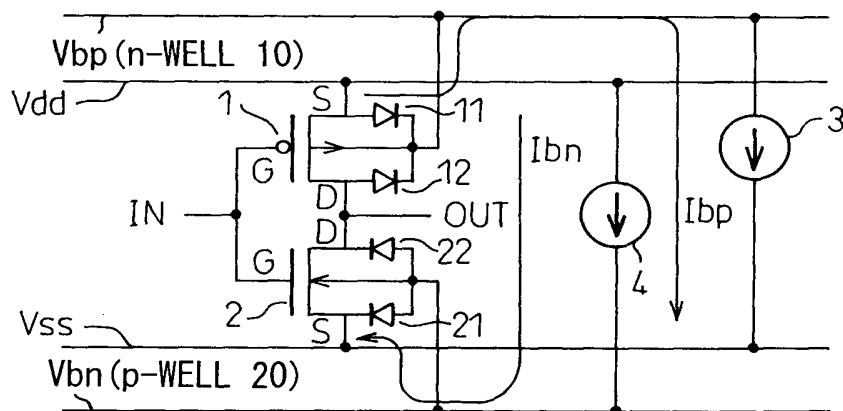 Vbp(n-WELL 10)
Vdd
S
11
1
3
G
12
Ibn
D
IN
OUT
Ibp
D
G
22
4
2
21
S
Vss
Vbn(p-WELL 20)